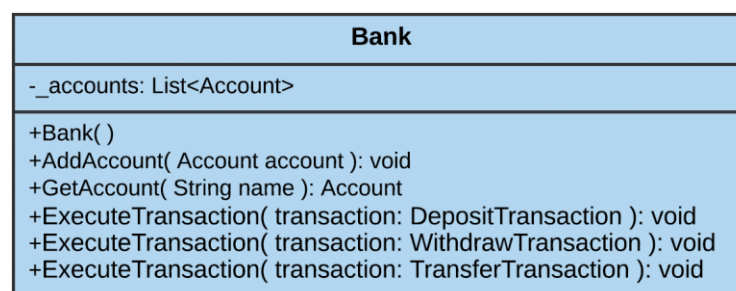 Bank
-_accounts: List<Account>
+Bank( )
+AddAccount( Account account ): void
+GetAccount( String name ): Account
+ExecuteTransaction( transaction: DepositTransaction ): void
+ExecuteTransaction( transaction: WithdrawTransaction ): void
+ExecuteTransaction( transaction: TransferTransaction ): void